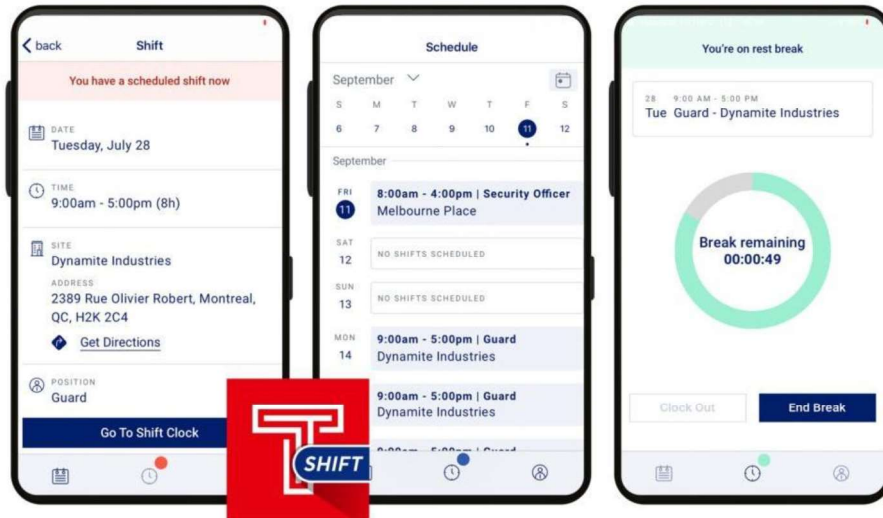 back
Shift
You have a scheduled shift now
DATE
Tuesday, July 28
TIME
9:00am - 5:00pm (8h)
SITE
Dynamite Industries
ADDRESS
2389 Rue Olivier Robert, Montreal,
QC, H2K 2C4
Get Directions
POSITION
Guard
Go To Shift Clock
T
SHIFT
Schedule
September
S M T W T F S
6 7 8 9 10 11 12
September
FRI
11
8:00am - 4:00pm | Security Officer
Melbourne Place
SAT
12
NO SHIFTS SCHEDULED
SUN
13
NO SHIFTS SCHEDULED
MON
14
9:00am - 5:00pm | Guard
Dynamite Industries
9:00am - 5:00pm | Guard
Dynamite Industries
9:00am - 5:00pm | Guard
You're on rest break
28 9:00 AM - 5:00 PM
Tue Guard - Dynamite Industries
Break remaining
00:00:49
Clock Out
End Break